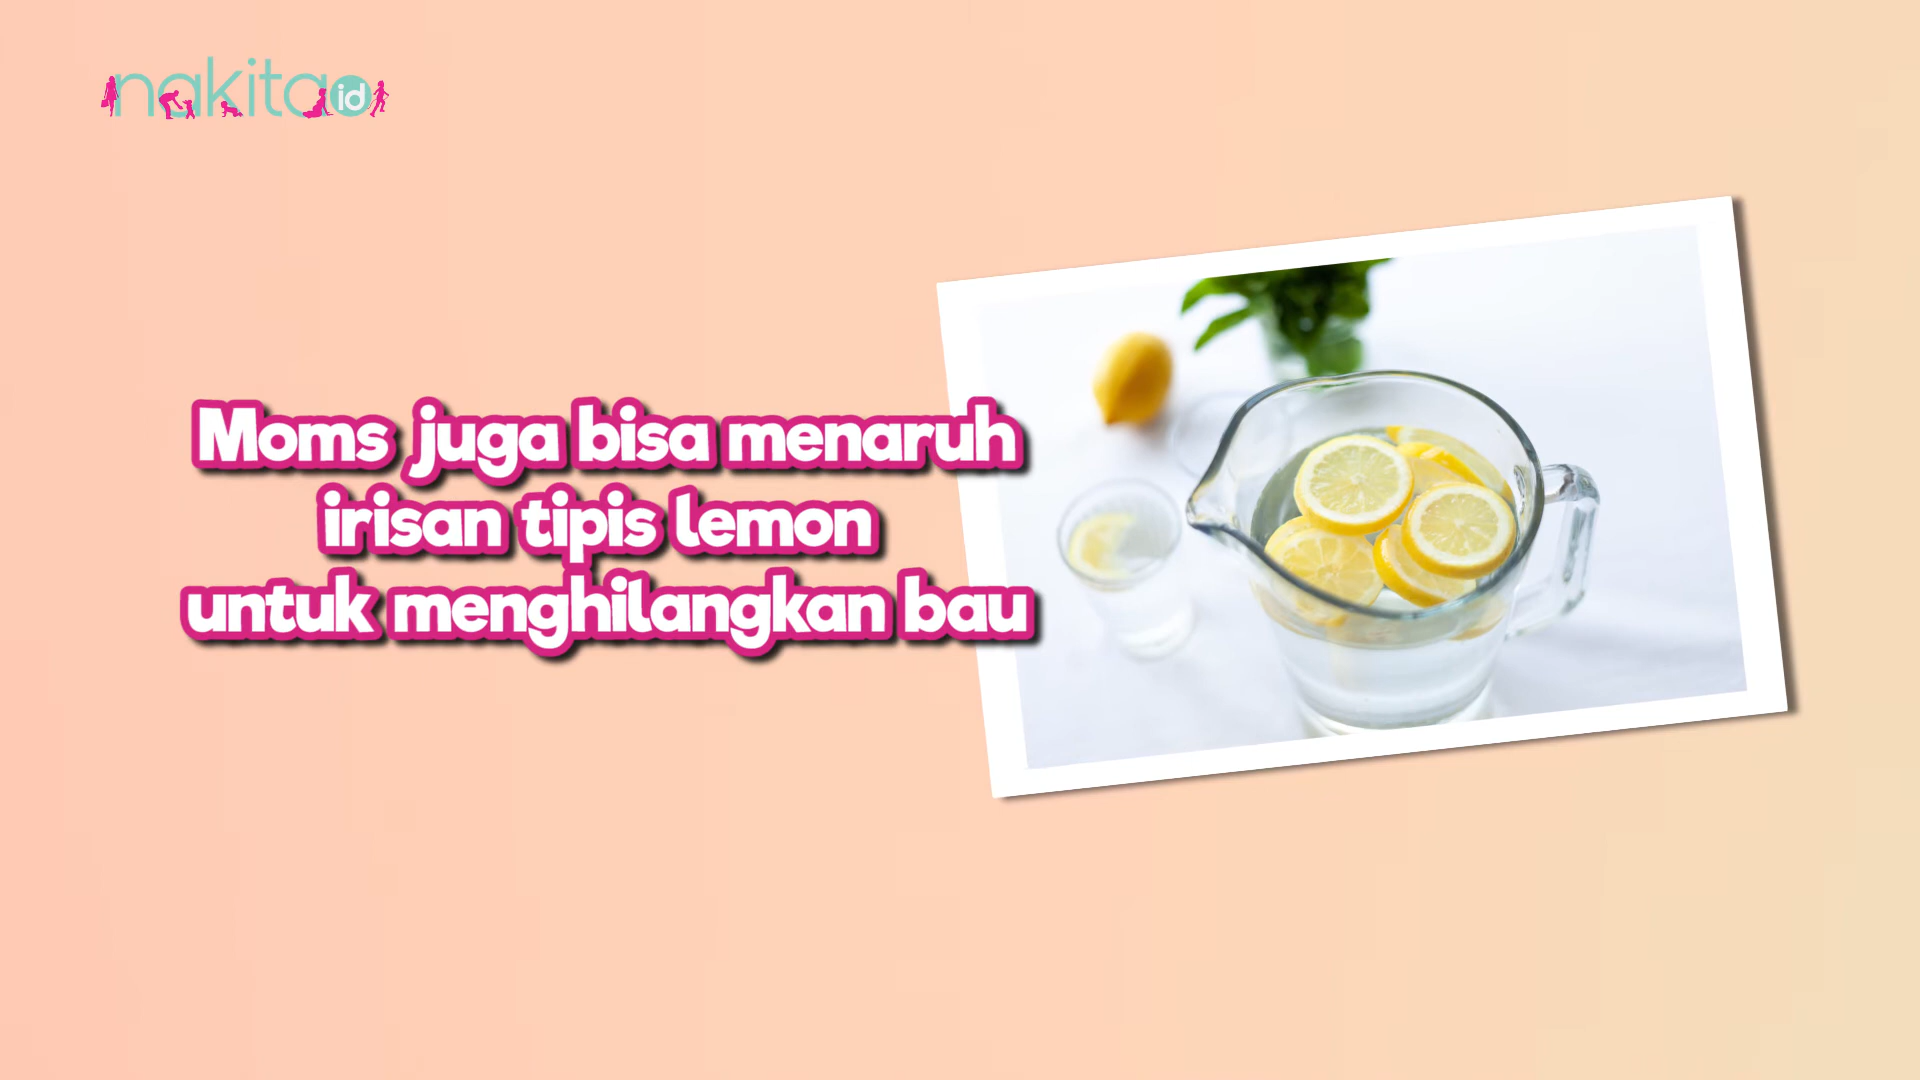 nakita id
Moms juga bisa menaruh
irisan tipis lemon
untuk menghilangkan bau